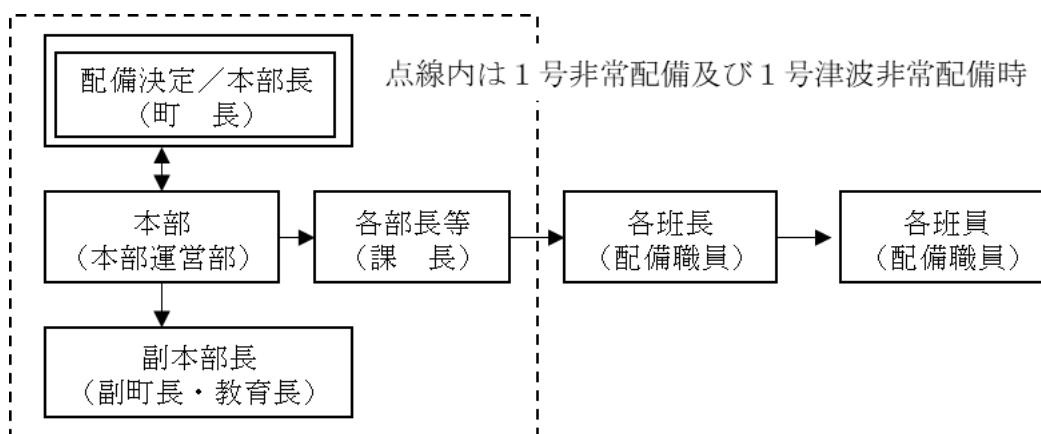 配備決定／本部長
（町　長）
点線内は１号非常配備及び１号津波非常配備時
本部
（本部運営部）
各部長等
（課　長）
各班長
（配備職員）
各班員
（配備職員）
副本部長
（副町長・教育長）